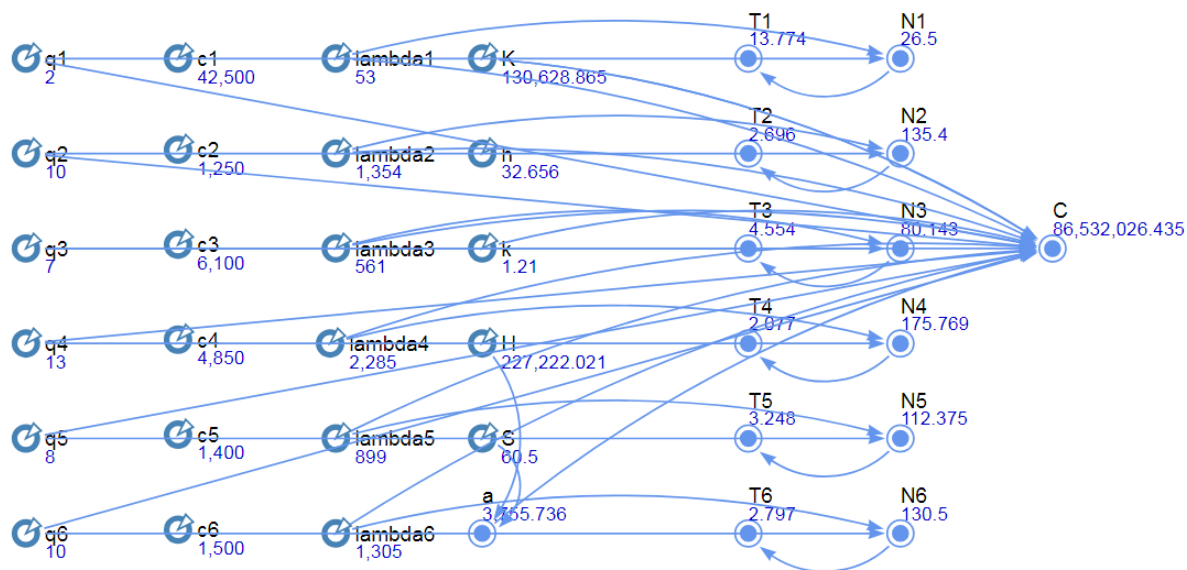 T1
N1
13.774
26.5
q1
c1
lambda1
K
2
42,500
53
130,628.865
T2
N2
2.696
135.4
q2
c2
lambda2
h
10
1,250
1,354
32.656
T3
N3
C
4.554
80.143
86,532,026.435
q3
c3
lambda3
k
7
6,100
561
1.21
T4
N4
2.077
175.769
q4
c4
lambda4
H
13
4,850
2,285
227,222.021
T5
N5
3.248
112.375
q5
c5
lambda5
S
8
1,400
899
60.5
a
T6
N6
3,755.736
2.797
130.5
q6
c6
lambda6
10
1,500
1,305